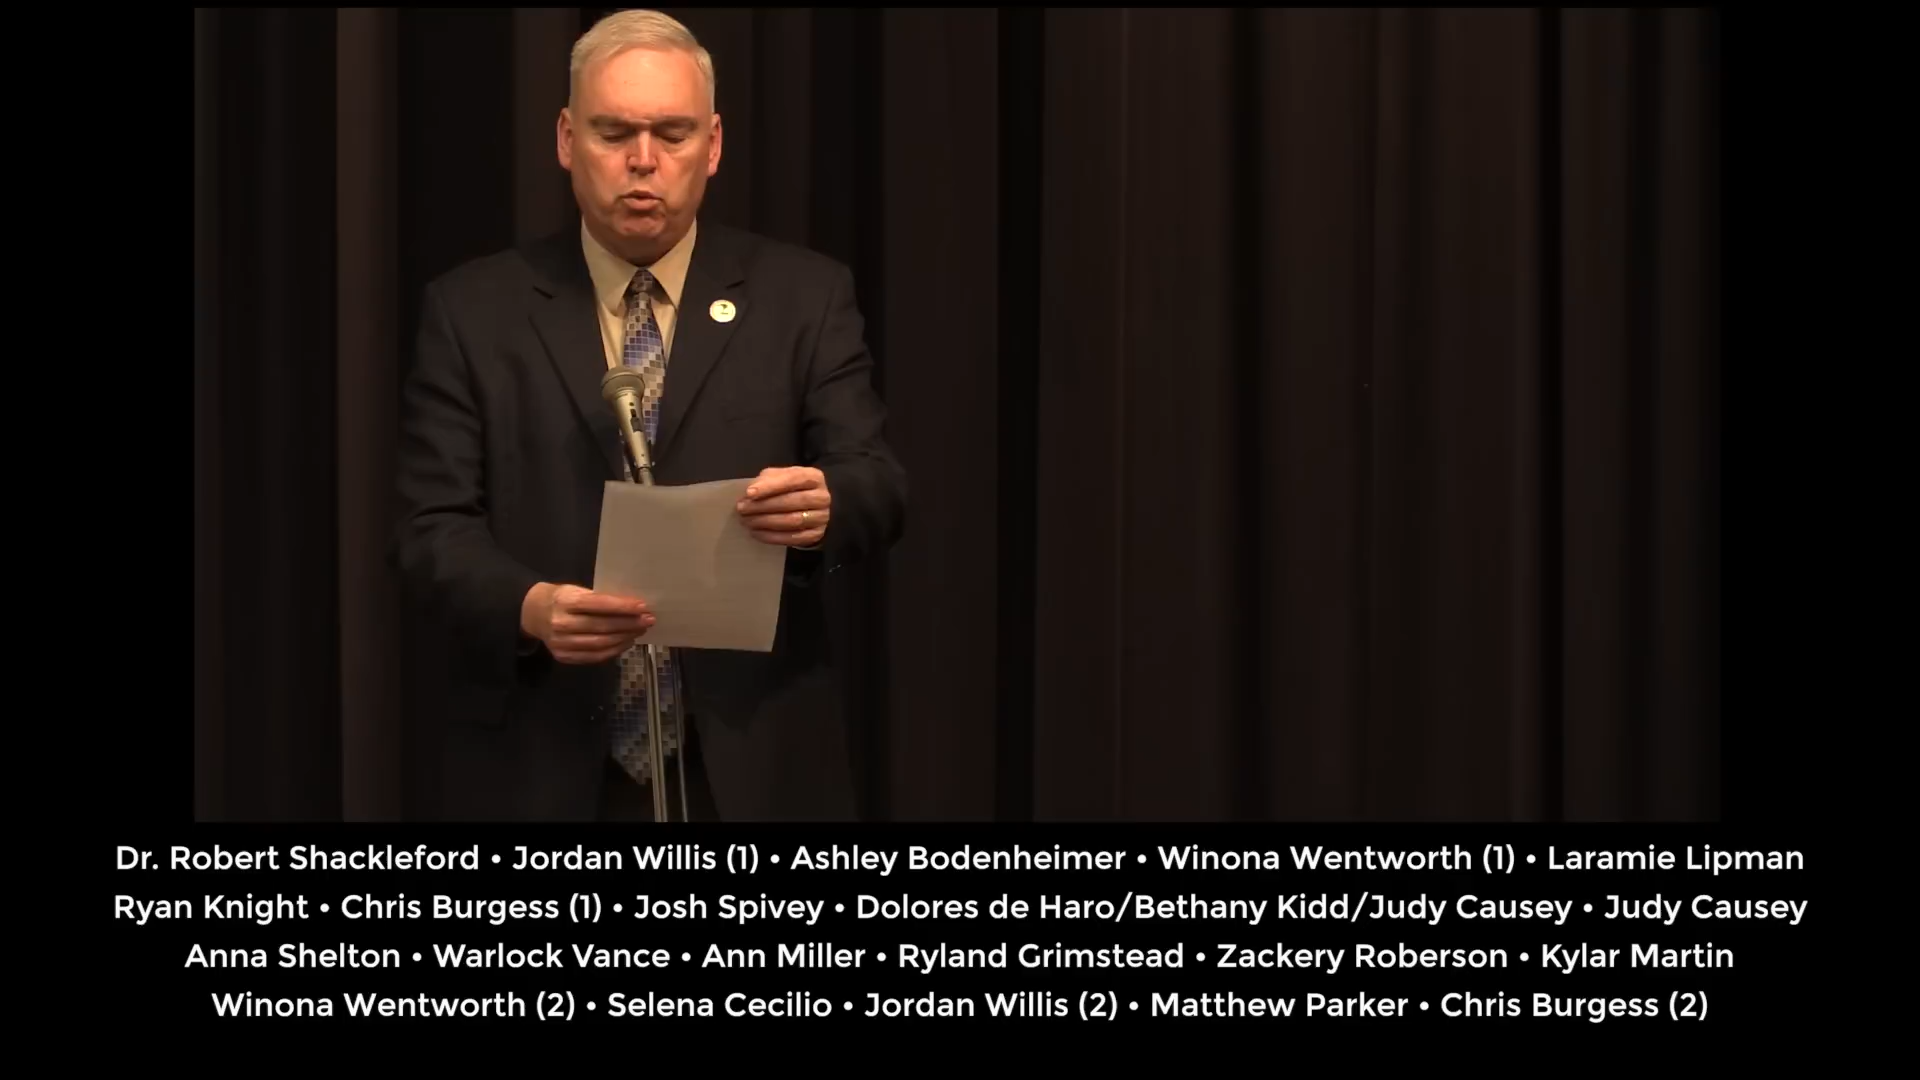 Dr. Robert Shackleford • Jordan Willis (1) • Ashley Bodenheimer • Winona Wentworth (1) • Laramie Lipman
Ryan Knight • Chris Burgess (1) • Josh Spivey • Dolores de Haro/Bethany Kidd/Judy Causey • Judy Causey
Anna Shelton • Warlock Vance • Ann Miller • Ryland Grimstead • Zackery Roberson • Kylar Martin
Winona Wentworth (2) • Selena Cecilio • Jordan Willis (2) • Matthew Parker • Chris Burgess (2)